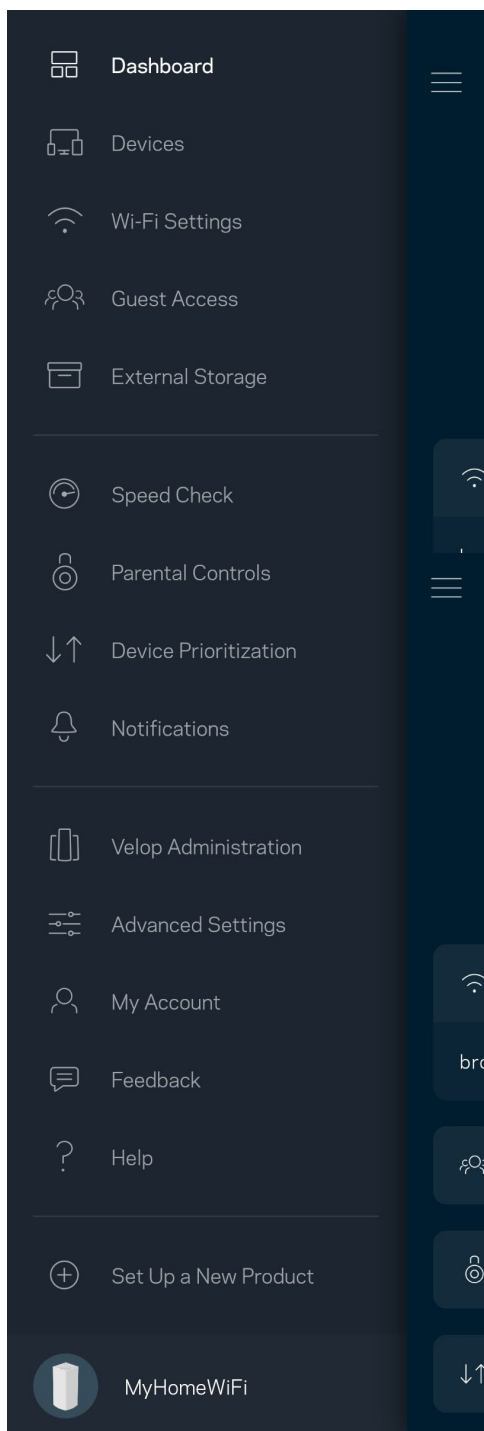 Dashboard
Devices
Wi-Fi Settings
Guest Access
External Storage
Speed Check
Parental Controls
Device Prioritization
Notifications
Velop Administration
Advanced Settings
My Account
bro
Feedback
Help
Set Up a New Product
MyHomeWiFi